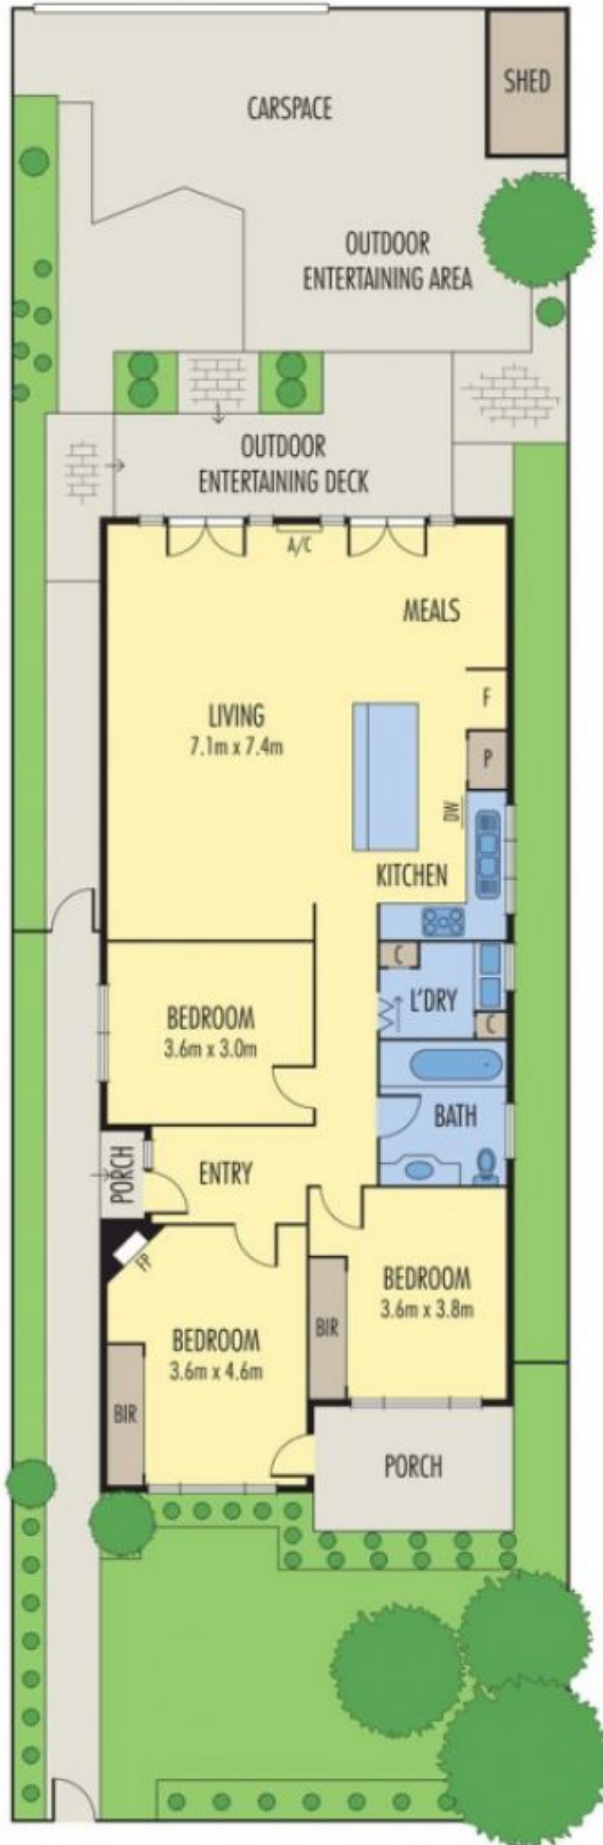 SHED
CARSPACE
OUTDOOR
ENTERTAINING AREA
OUTDOOR
ENTERTAINING DECK
A/C
MEALS
F
LIVING
7.1m x 7.4m
P
DW
KITCHEN
C
L'DRY
C
BEDROOM
3.6m x 3.0m
BATH
PORCH
ENTRY
FP
BEDROOM
3.6m x 3.8m
BIR
BEDROOM
3.6m x 4.6m
BIR
PORCH